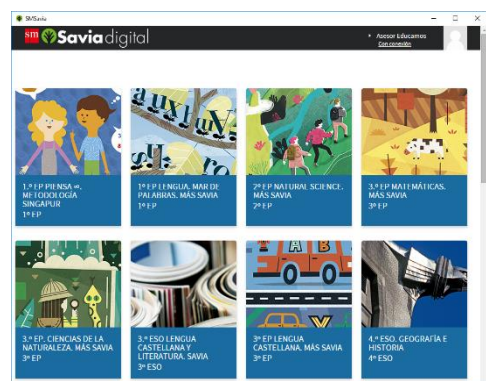 SMSavia
sm Savia digital
Asesor Educamos
Con conexión
1.º EP PIENSA ∞.
METODOLOGÍA
SINGAPUR
1º EP
1º EP LENGUA. MAR DE
PALABRAS. MÁS SAVIA
1º EP
2º EP NATURAL SCIENCE.
MÁS SAVIA
2º EP
3.º EP MATEMÁTICAS.
MÁS SAVIA
3º EP
3.º EP. CIENCIAS DE LA
NATURALEZA. MÁS SAVIA
3º EP
3.º ESO LENGUA
CASTELLANA Y
LITERATURA. SAVIA
3º ESO
3º EP LENGUA
CASTELLANA. MÁS SAVIA
3º EP
4.º ESO. GEOGRAFÍA E
HISTORIA
4º ESO